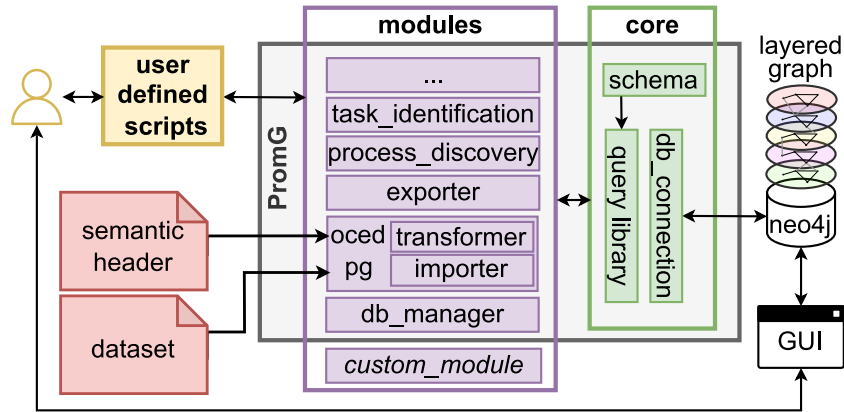 modules
core
layered
graph
user
defined
scripts
...
schema
task_identification
process_discovery
PromG
query library
db_connection
exporter
semantic
header
oced
transformer
pg
importer
neo4j
dataset
db_manager
GUI
custom_module